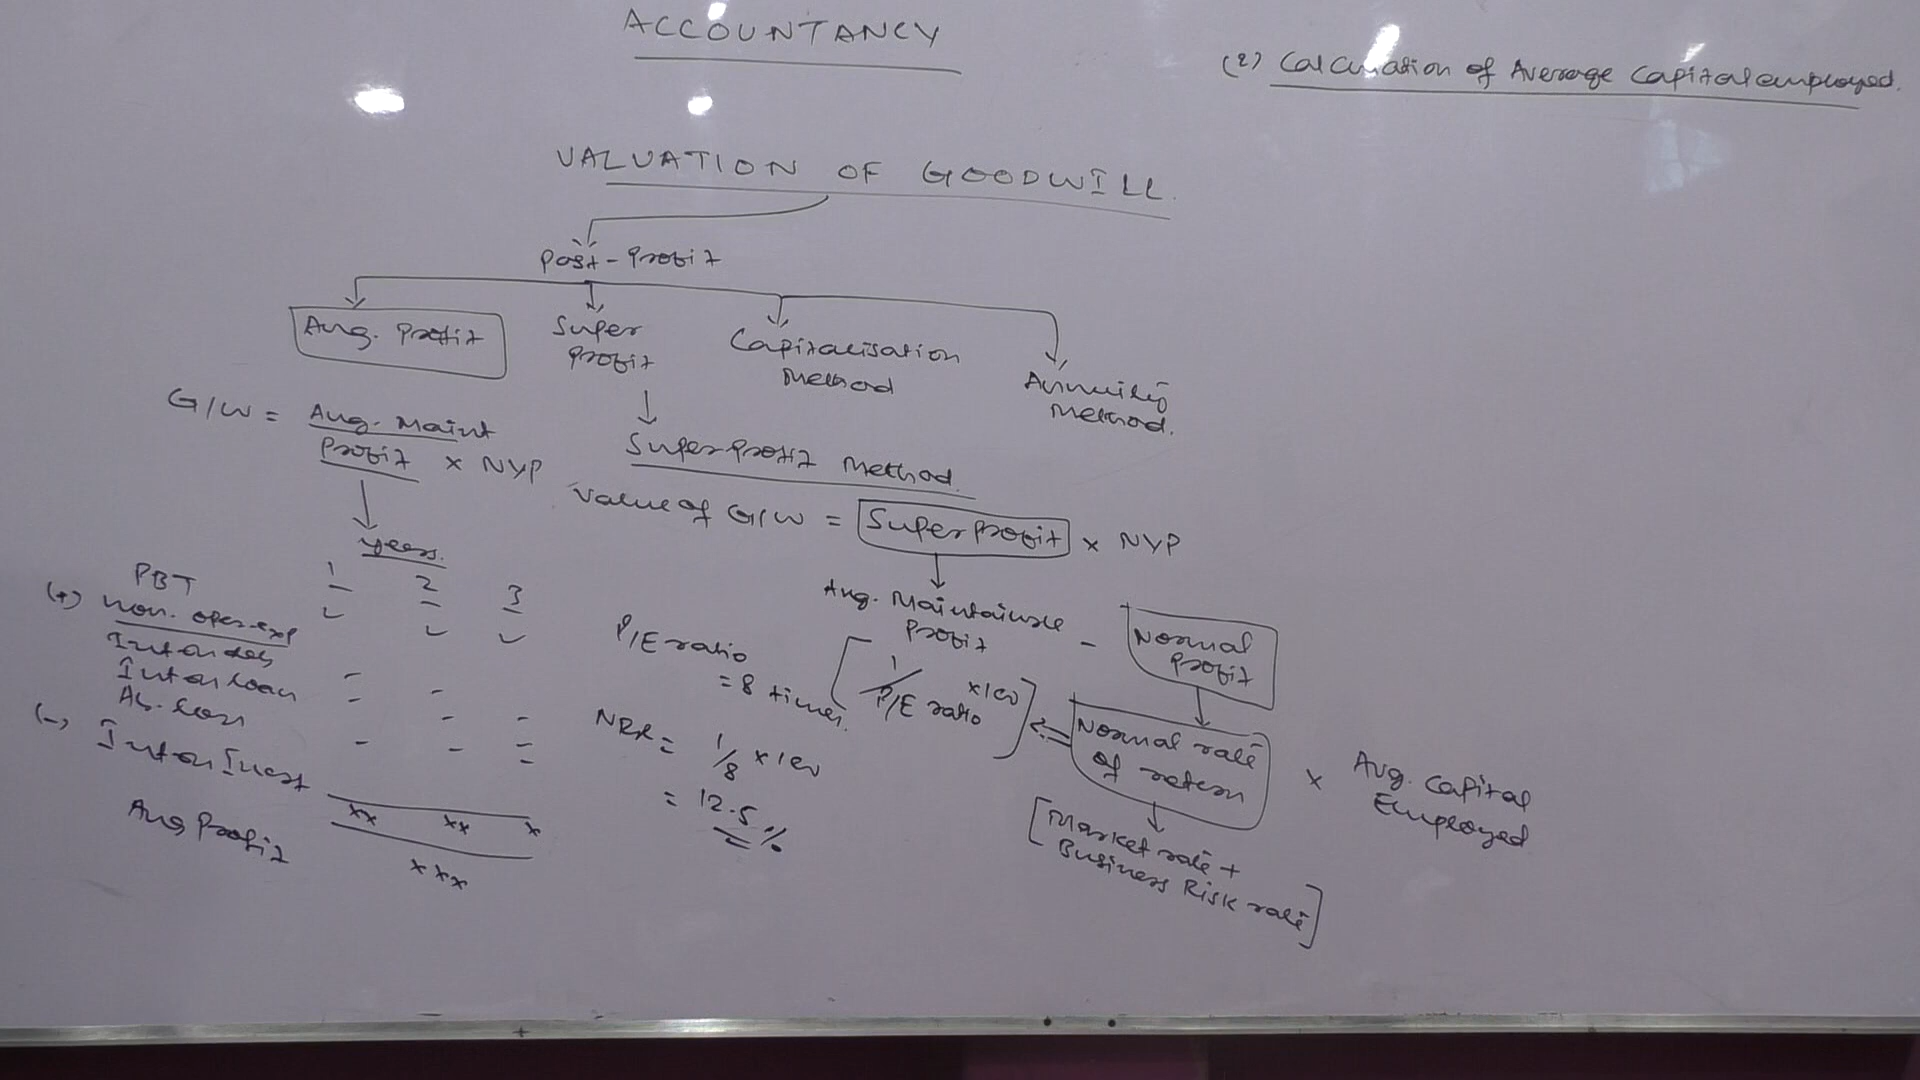 ACCOUNTANCY
(2) Calculation of Average Capital employed.
VALUATION OF GOODWILL.
Past-Profit
Avg. Profit
Super
Profit
Capitalisation
Method
Annuity
Method.
G/W = Avg. Maint
Profit × NYP
Super Profit Method.
Value of G/W = Super Profit × NYP
years.
1 2 3
PBT
(+) Non. oper. exp
Int on deb
Int on loan
Ab. loss
(-) Int on Invest
×× ×× ×
Avg Profit
×××
Avg. Maintainable
Profit - Normal
Profit
P/E ratio
= 8 times.
[1/P/E ratio ×100]
NRR = 1/8 × 100
= 12.5%
Normal rate
of return × Avg. Capital
Employed
[Market rate +
Business Risk rate]